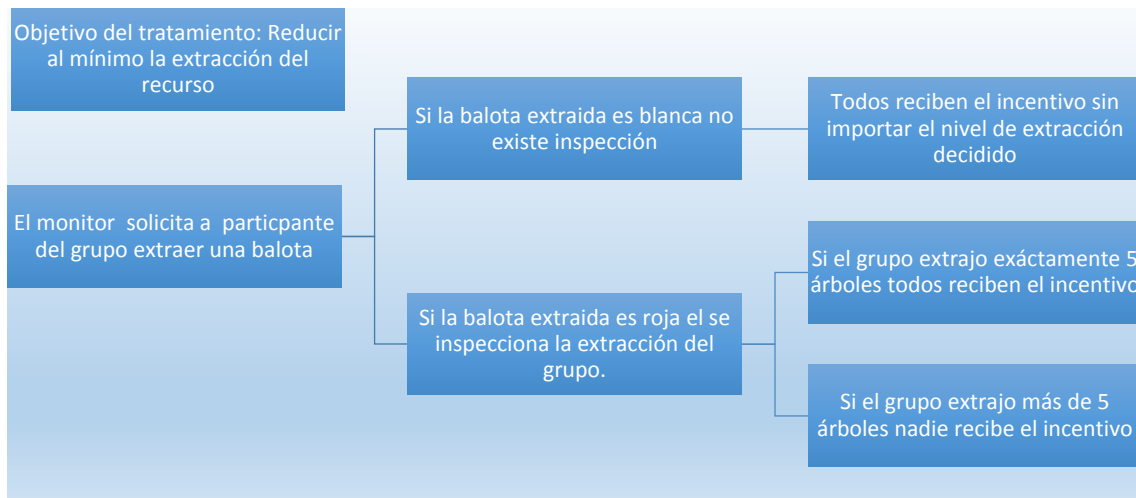 Objetivo del tratamiento: Reducir
al mínimo la extracción del
recurso
El monitor  solicita a  particpante
del grupo extraer una balota
Si la balota extraida es blanca no
existe inspección
Todos reciben el incentivo sin
importar el nivel de extracción
decidido
Si la balota extraida es roja el se
inspecciona la extracción del
grupo.
Si el grupo extrajo exáctamente 5
árboles todos reciben el incentivo
Si el grupo extrajo más de 5
árboles nadie recibe el incentivo